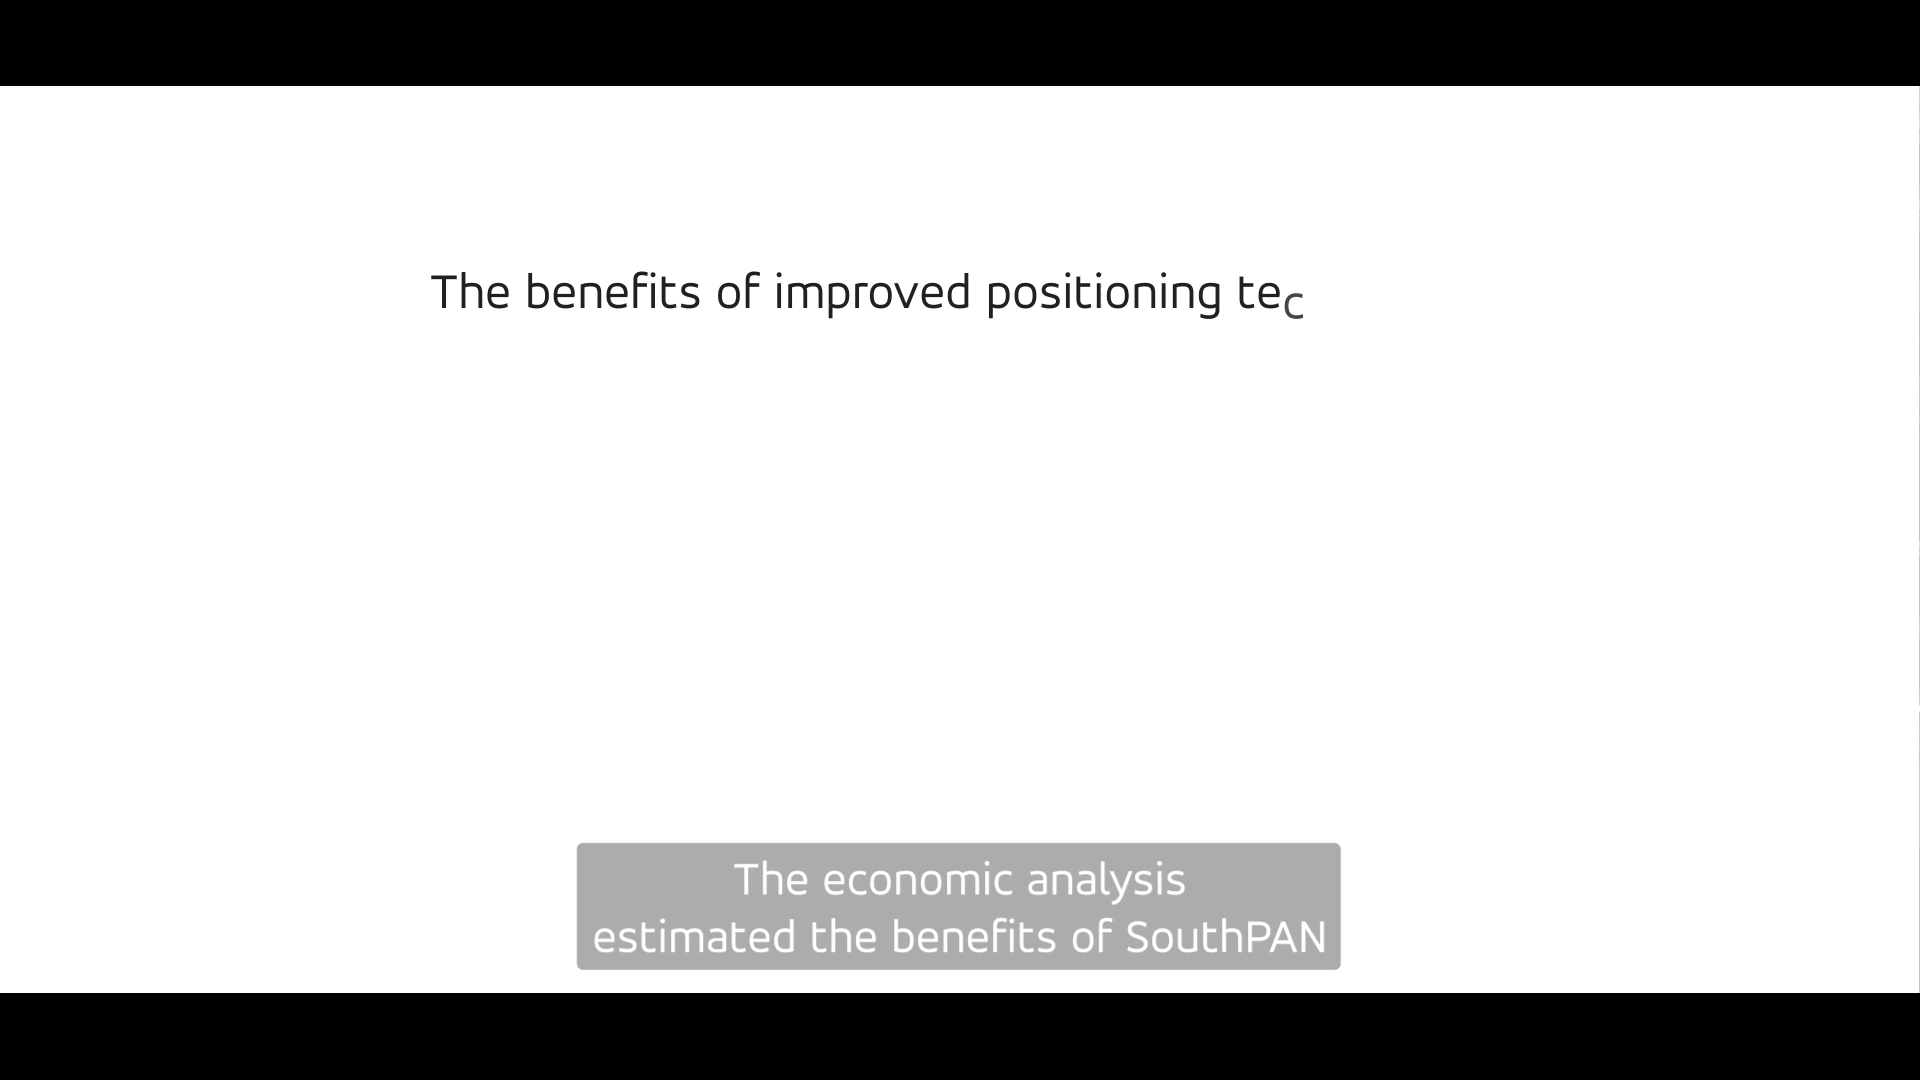 The benefits of improved positioning tec
The economic analysis
estimated the benefits of SouthPAN